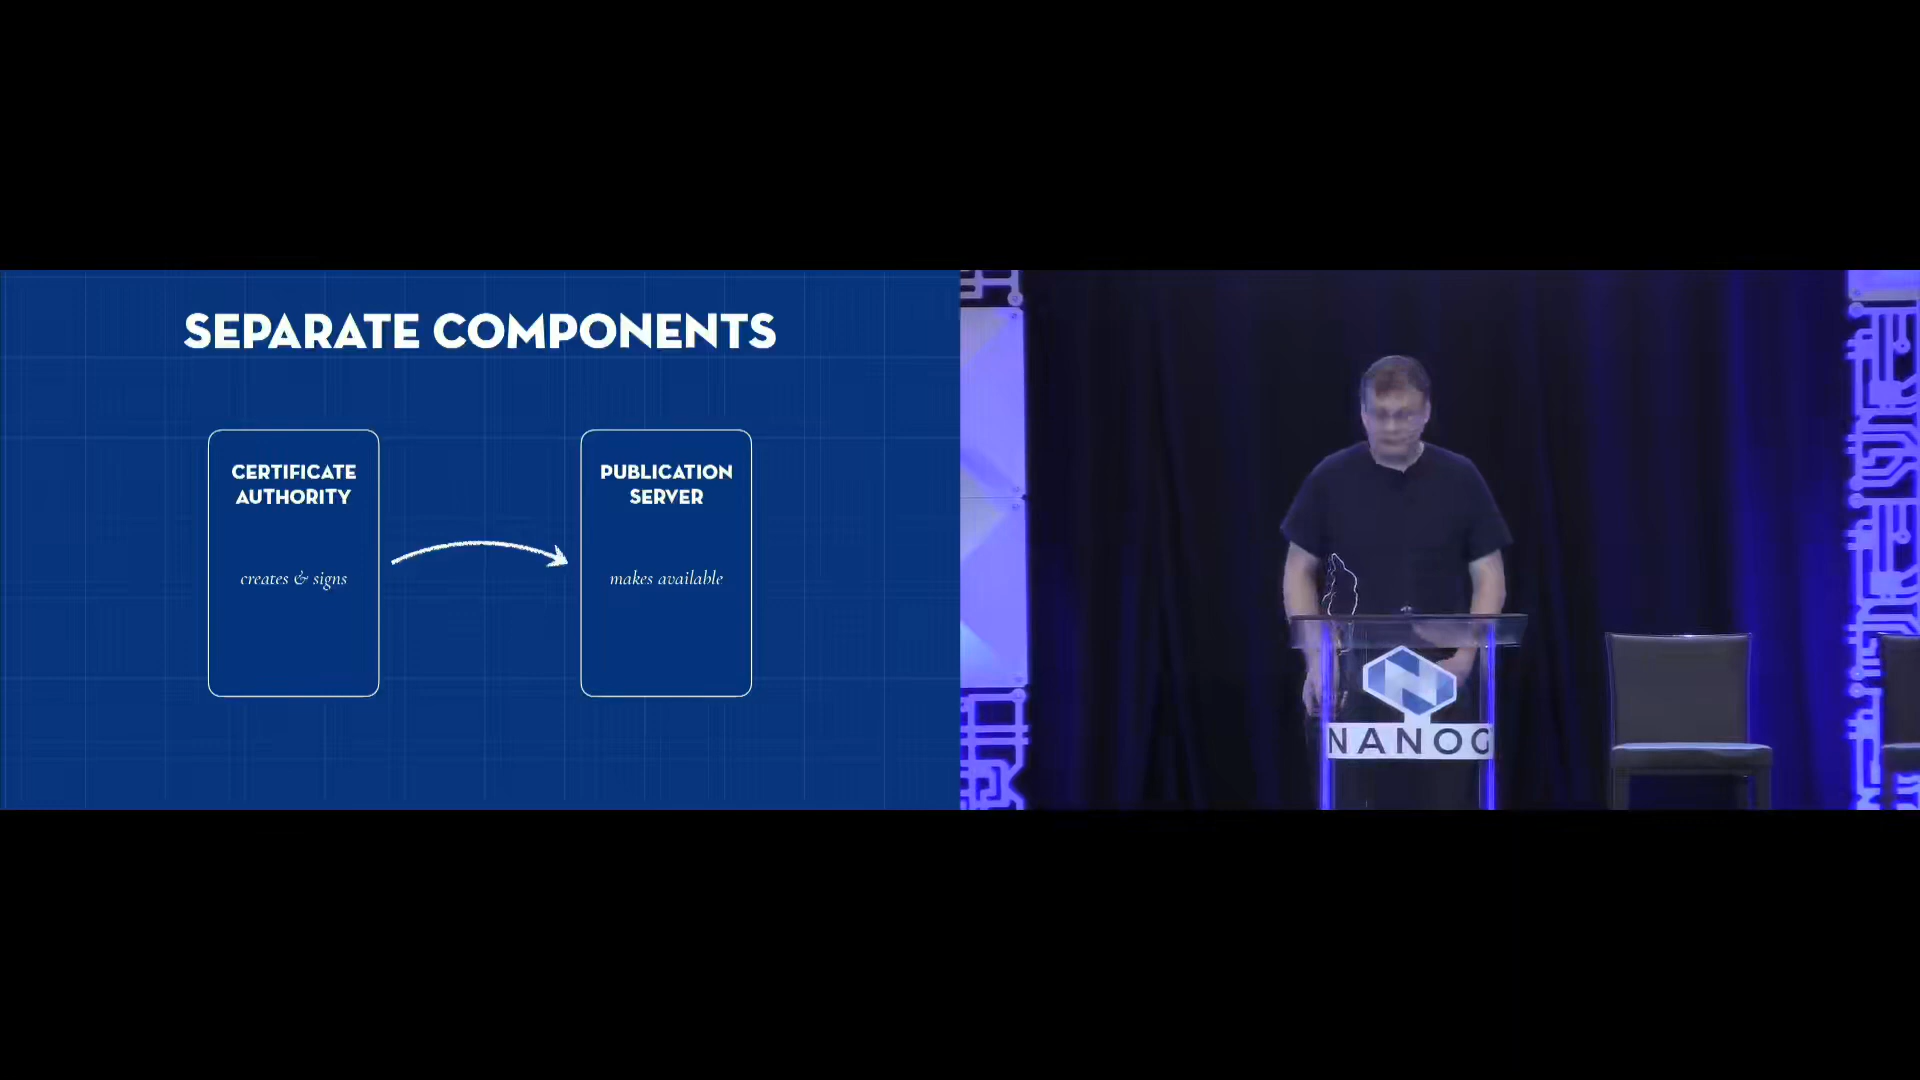 SEPARATE COMPONENTS
CERTIFICATE
AUTHORITY
creates & signs
PUBLICATION
SERVER
makes available
NANOG